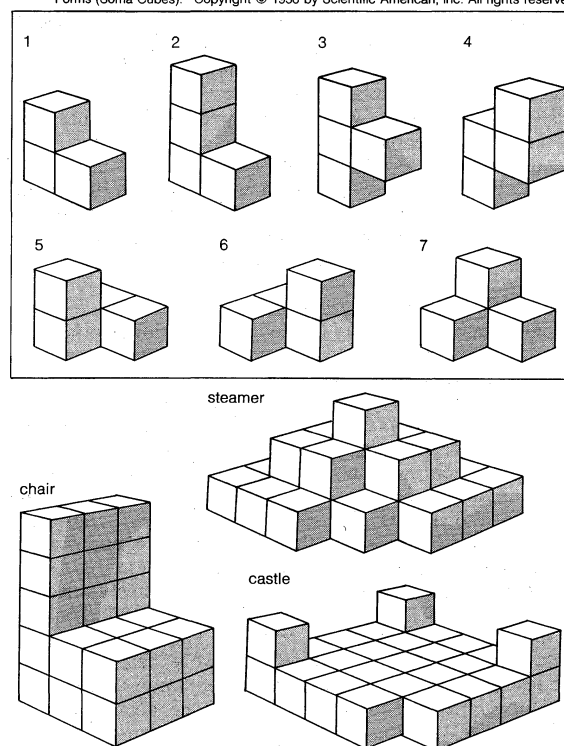 Forms (Soma Cubes). Copyright © 1958 by Scientific American, Inc. All rights
1 2 3 4
5 6 7
steamer
chair
castle